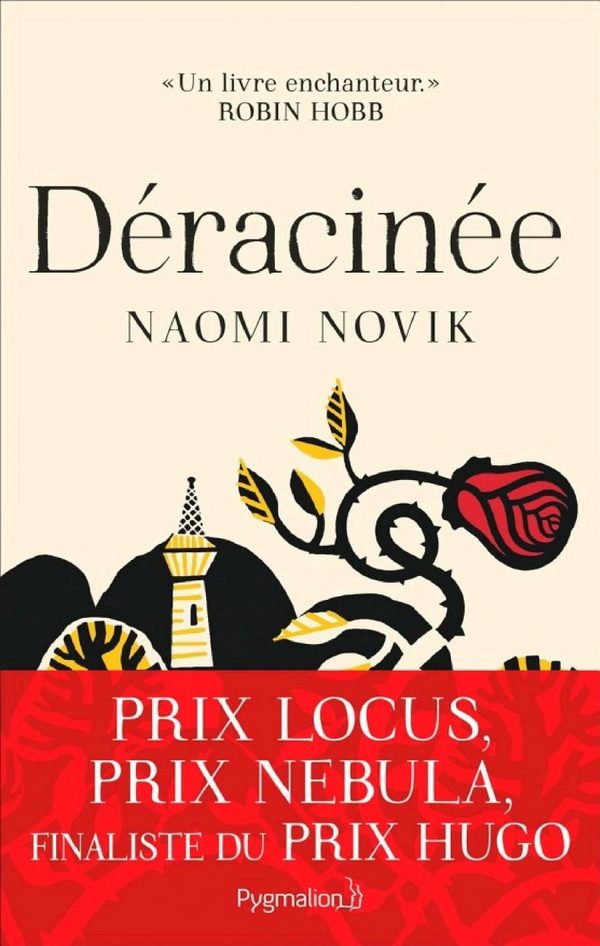 «Un livre enchanteur.»
ROBIN HOBB
Déracinée
NAOMI NOVIK
PRIX LOCUS,
PRIX NEBULA,
FINALISTE DU PRIX HUGO
Pygmalion